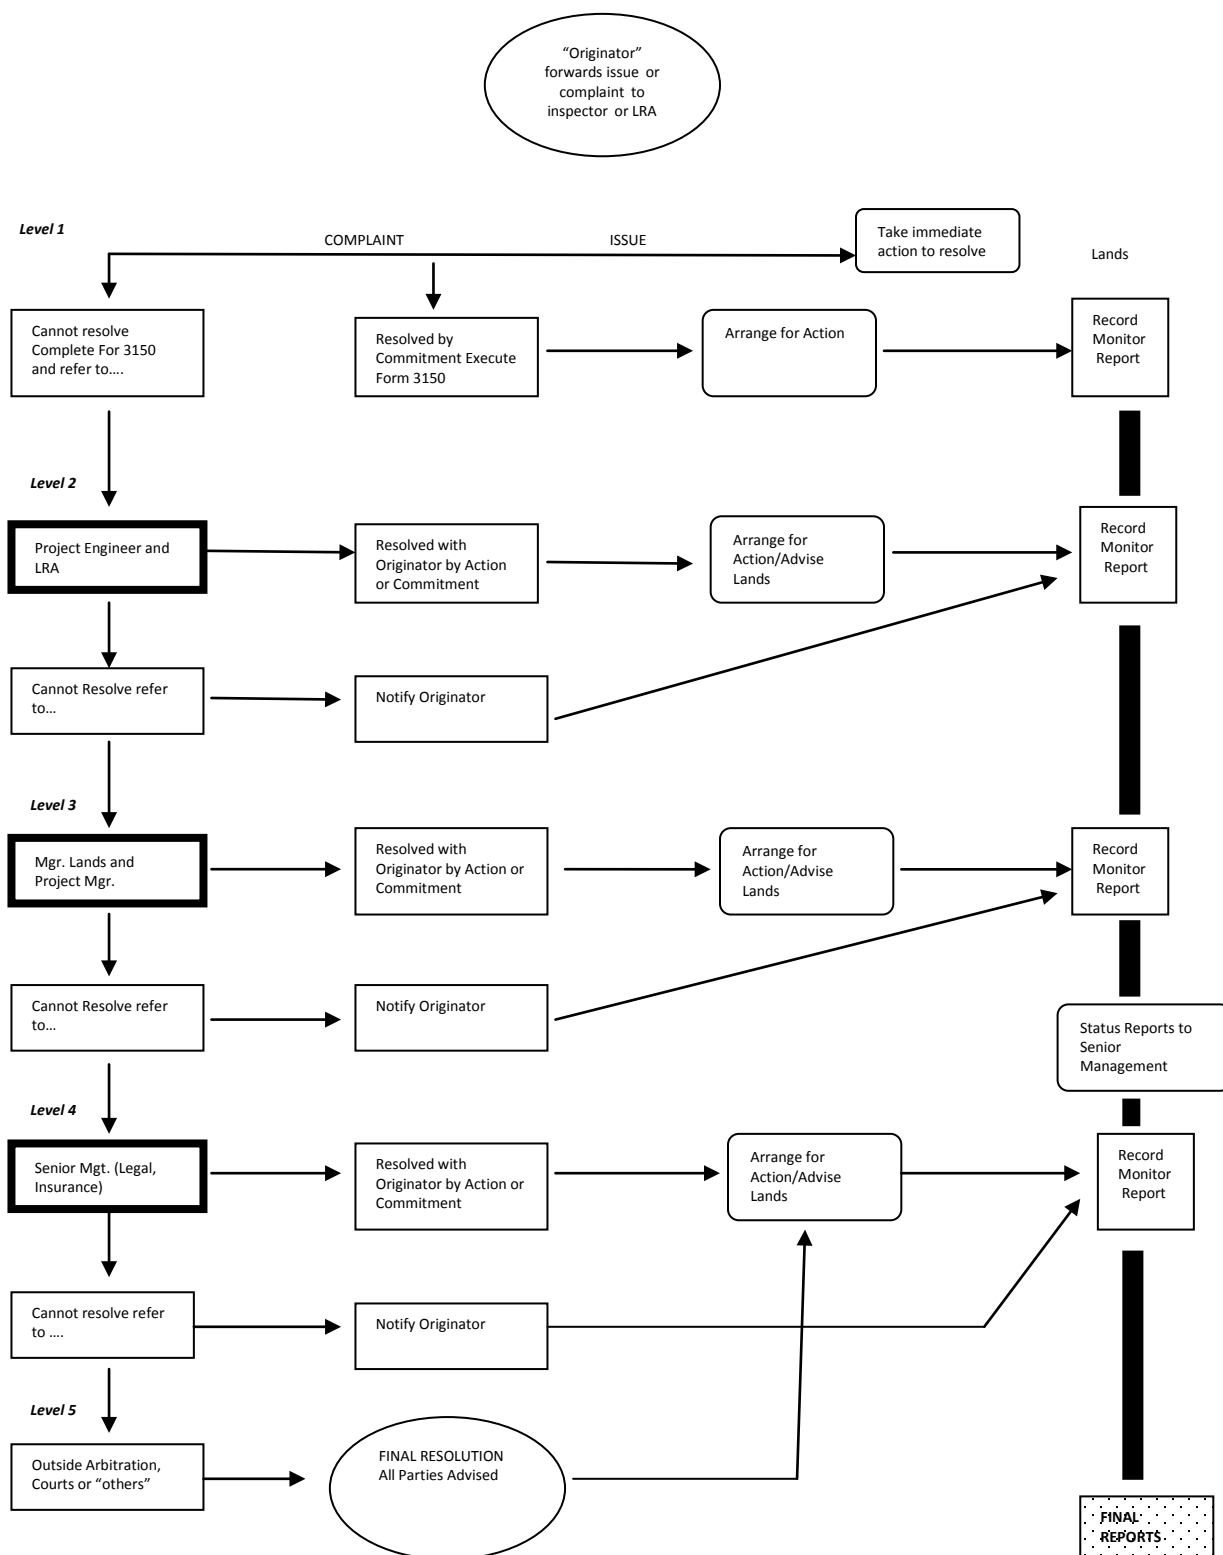 “Originator”
forwards issue or
complaint to
inspector or LRA
Level 1
COMPLAINT
ISSUE
Take immediate
action to resolve
Lands
Cannot resolve
Complete For 3150
and refer to....
Resolved by
Commitment Execute
Form 3150
Arrange for Action
Record
Monitor
Report
Level 2
Project Engineer and
LRA
Resolved with
Originator by Action
or Commitment
Arrange for
Action/Advise
Lands
Record
Monitor
Report
Cannot Resolve refer
to…
Notify Originator
Level 3
Mgr. Lands and
Project Mgr.
Resolved with
Originator by Action or
Commitment
Arrange for
Action/Advise
Lands
Record
Monitor
Report
Cannot Resolve refer
to…
Notify Originator
Status Reports to
Senior
Management
Level 4
Senior Mgt. (Legal,
Insurance)
Resolved with
Originator by Action or
Commitment
Arrange for
Action/Advise
Lands
Record
Monitor
Report
Cannot resolve refer
to ....
Notify Originator
Level 5
Outside Arbitration,
Courts or “others”
FINAL RESOLUTION
All Parties Advised
FINAL
REPORTS